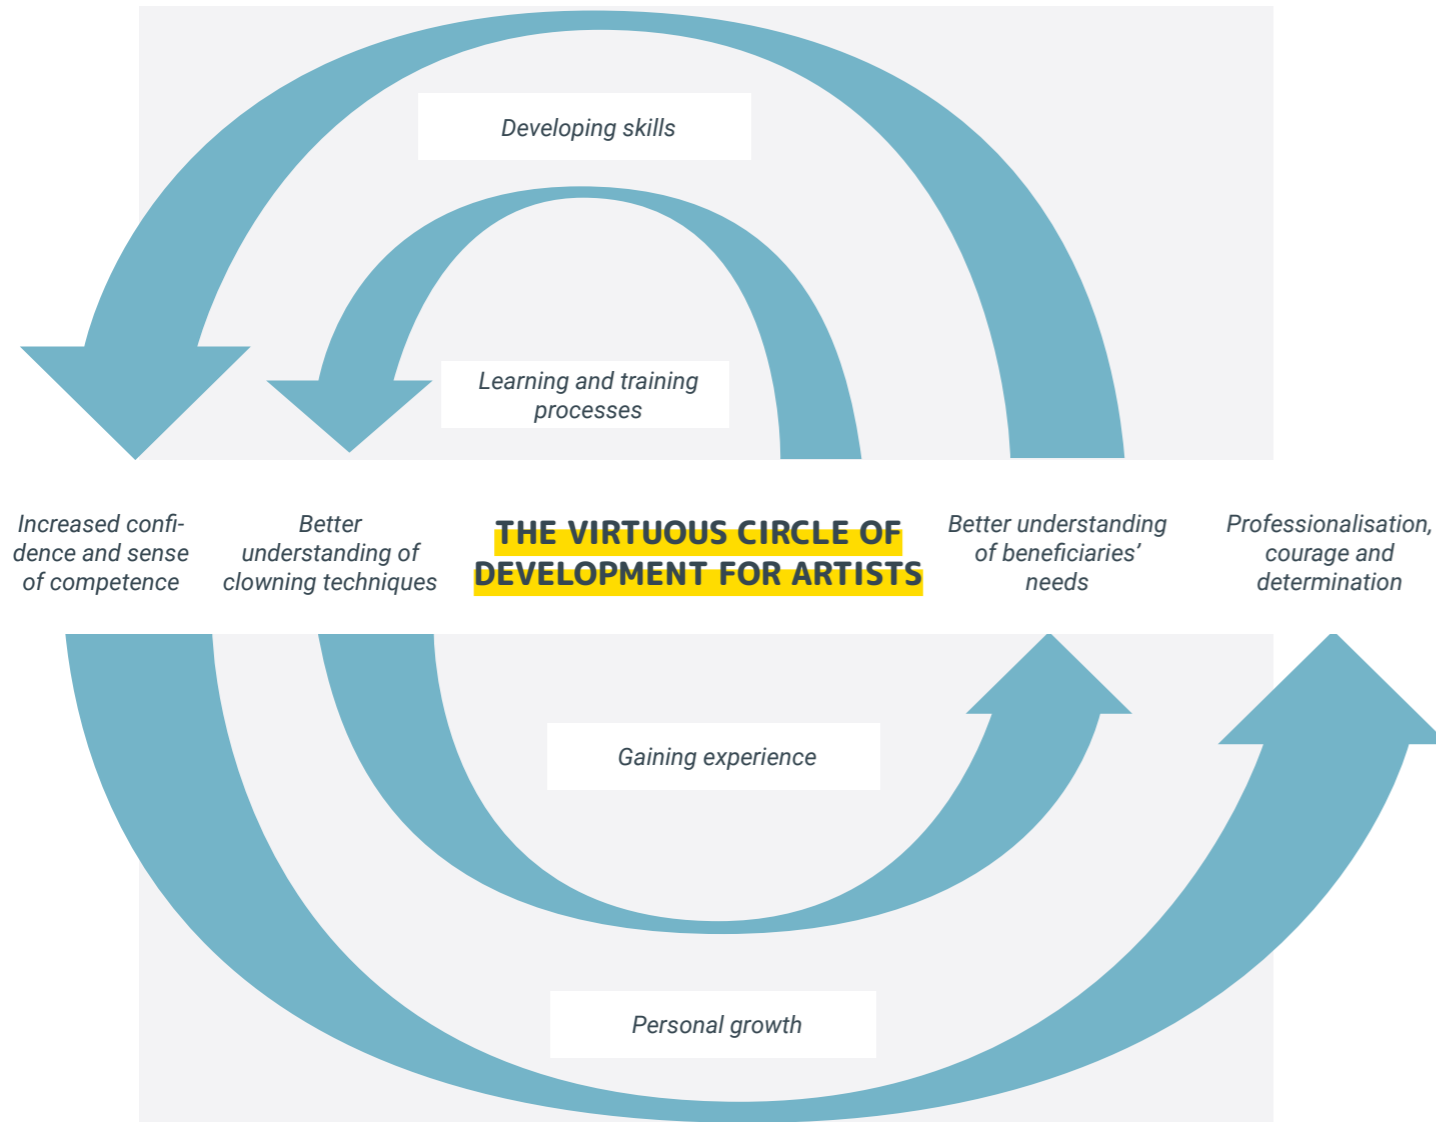 Developing skills
Learning and training
processes
Increased confi-
dence and sense
of competence
Better
understanding of
clowning techniques
THE VIRTUOUS CIRCLE OF
DEVELOPMENT FOR ARTISTS
Better understanding
of beneficiaries’
needs
Professionalisation,
courage and
determination
Gaining experience
Personal growth